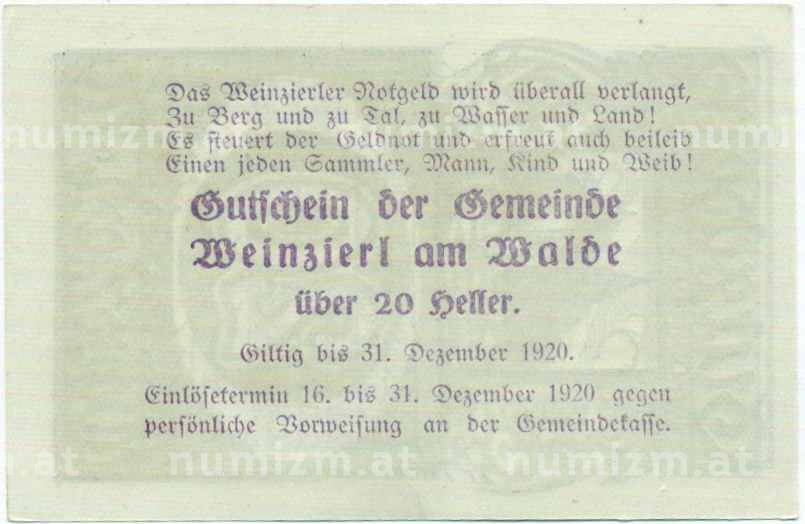 Das Weinzierler Notgeld wird überall verlangt,
Zu Berg und zu Tal, zu Wasser und Land!
Es steuert der Geldnot und erfreut auch beileib
Einen jeden Sammler, Mann, Kind und Weib!
Gutschein der Gemeinde
Weinzierl am Walde
über 20 Heller.
Giltig bis 31. Dezember 1920.
Einlösetermin 16. bis 31. Dezember 1920 gegen
persönliche Vorweisung an der Gemeindekasse.
numizm.at
numizm.at